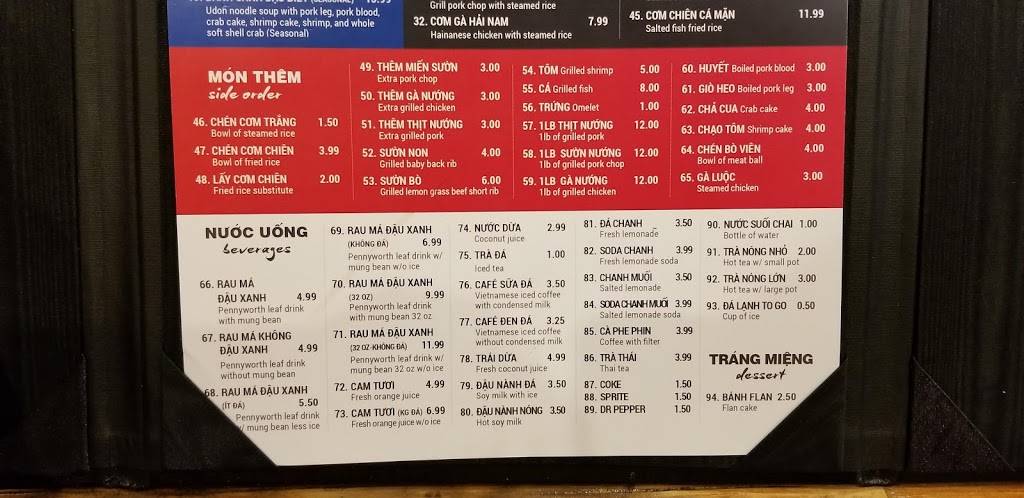 Udon noodle soup with pork leg, pork blood,
crab cake, shrimp cake, shrimp, and whole
soft shell crab (Seasonal)
Grill pork chop with steamed rice
32. CƠM GÀ HẢI NAM 7.99
Hainanese chicken with steamed rice
45. CƠM CHIÊN CÁ MẶN 11.99
Salted fish fried rice
MÓN THÊM
side order
46. CHÉN CƠM TRẮNG 1.50
Bowl of steamed rice
47. CHÉN CƠM CHIÊN 3.99
Bowl of fried rice
48. LẤY CƠM CHIÊN 2.00
Fried rice substitute
49. THÊM MIẾN SƯỜN 3.00
Extra pork chop
50. THÊM GÀ NƯỚNG 3.00
Extra grilled chicken
51. THÊM THỊT NƯỚNG 3.00
Extra grilled pork
52. SƯỜN NON 4.00
Grilled baby back rib
53. SƯỜN BÒ 6.00
Grilled lemon grass beef short rib
54. TÔM Grilled shrimp 5.00
55. CÁ Grilled fish 8.00
56. TRỨNG Omelet 1.00
57. 1LB THỊT NƯỚNG 12.00
1lb of grilled pork
58. 1LB SƯỜN NƯỚNG 12.00
1lb of grilled pork chop
59. 1LB GÀ NƯỚNG 12.00
1lb of grilled chicken
60. HUYẾT Boiled pork blood 3.00
61. GIÒ HEO Boiled pork leg 3.00
62. CHẢ CUA Crab cake 4.00
63. CHẠO TÔM Shrimp cake 4.00
64. CHÉN BÒ VIÊN 4.00
Bowl of meat ball
65. GÀ LUỘC 3.00
Steamed chicken
NƯỚC UỐNG
beverages
66. RAU MÁ
ĐẬU XANH 4.99
Pennyworth leaf drink
with mung bean
67. RAU MÁ KHÔNG
ĐẬU XANH 4.99
Pennyworth leaf drink
without mung bean
68. RAU MÁ ĐẬU XANH
(ÍT ĐÁ) 5.50
Pennyworth leaf drink
w/ mung bean less ice
69. RAU MÁ ĐẬU XANH
(KHÔNG ĐÁ) 6.99
Pennyworth leaf drink w/
mung bean w/o ice
70. RAU MÁ ĐẬU XANH
(32 OZ) 9.99
Pennyworth leaf drink
with mung bean 32 oz
71. RAU MÁ ĐẬU XANH
(32 OZ-KHÔNG ĐÁ) 11.99
Pennyworth leaf drink w/
mung bean 32 oz w/o ice
72. CAM TƯƠI 4.99
Fresh orange juice
73. CAM TƯƠI (KG ĐÁ) 6.99
Fresh orange juice w/o ice
74. NƯỚC DỪA 2.99
Coconut juice
75. TRÀ ĐÁ 1.00
Iced tea
76. CAFÉ SỮA ĐÁ 3.50
Vietnamese iced coffee
with condensed milk
77. CAFÉ ĐEN ĐÁ 3.25
Vietnamese iced coffee
without condensed milk
78. TRÁI DỪA 4.99
Fresh coconut juice
79. ĐẬU NÀNH ĐÁ 3.50
Soy milk with ice
80. ĐẬU NÀNH NÓNG 3.50
Hot soy milk
81. ĐÁ CHANH 3.50
Fresh lemonade
82. SODA CHANH 3.99
Fresh lemonade soda
83. CHANH MUỐI 3.50
Salted lemonade
84. SODA CHANH MUỐI 3.99
Salted lemonade soda
85. CÀ PHE PHIN 3.99
Coffee with filter
86. TRÀ THÁI 3.99
Thai tea
87. COKE 1.50
88. SPRITE 1.50
89. DR PEPPER 1.50
90. NƯỚC SUỐI CHAI 1.00
Bottle of water
91. TRÀ NÓNG NHỎ 2.00
Hot tea w/ small pot
92. TRÀ NÓNG LỚN 3.00
Hot tea w/ large pot
93. ĐÁ LẠNH TO GO 0.50
Cup of ice
TRÁNG MIỆNG
dessert
94. BÁNH FLAN 2.50
Flan cake